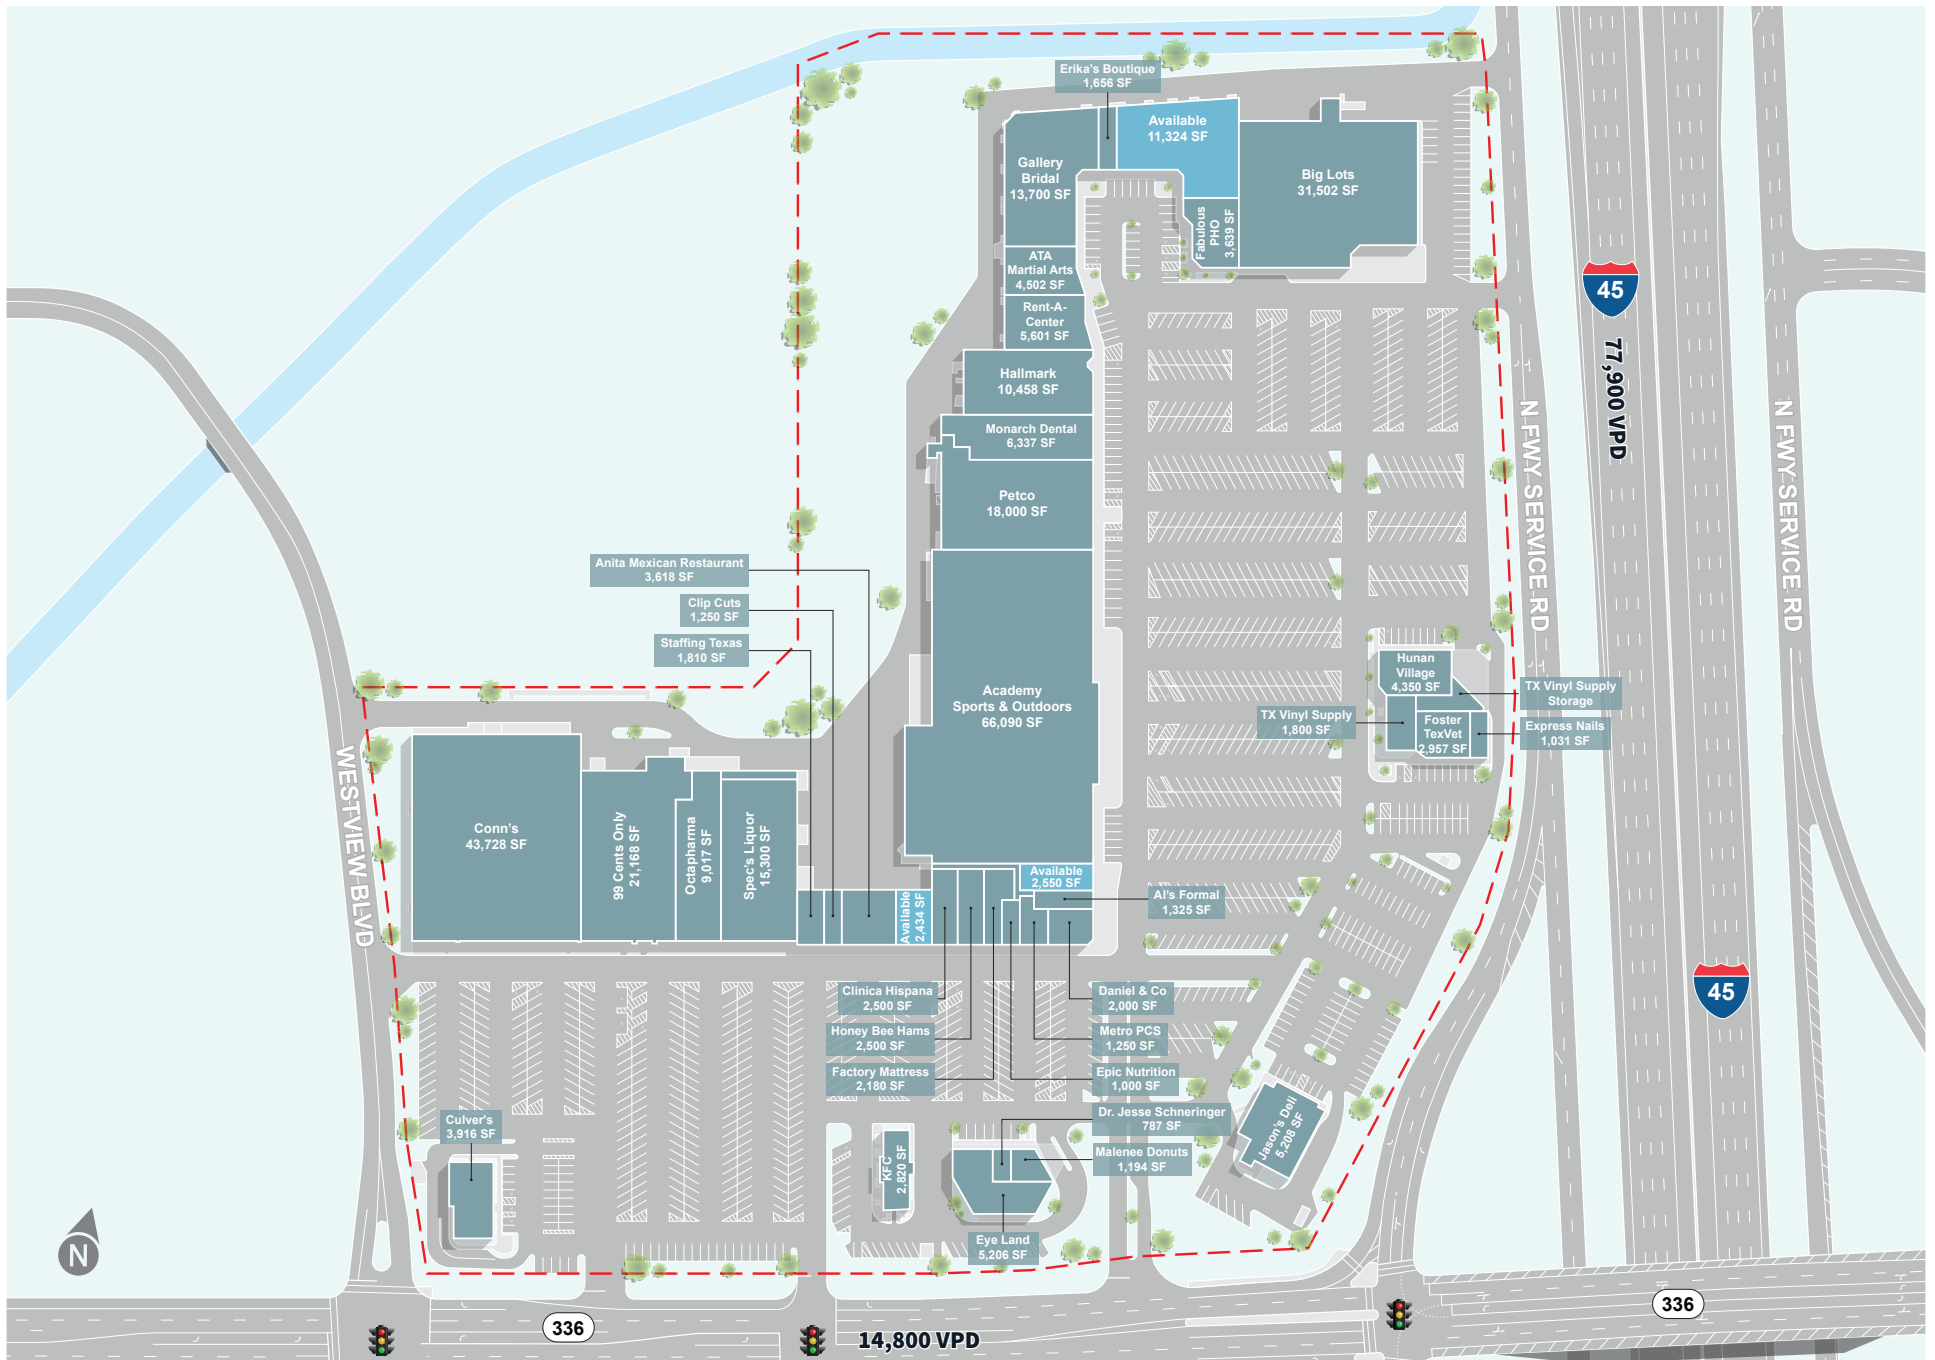 Erika's Boutique
1,656 SF
Available
11,324 SF
Gallery
Bridal
13,700 SF
Big Lots
31,502 SF
Fabulous
PHO
3,639 SF
ATA
Martial Arts
4,502 SF
Rent-A-
Center
5,601 SF
45
77,900 VPD
Hallmark
10,458 SF
N FWY SERVICE RD
N FWY SERVICE RD
Monarch Dental
6,337 SF
Petco
18,000 SF
Anita Mexican Restaurant
3,618 SF
Clip Cuts
1,250 SF
Staffing Texas
1,810 SF
Academy
Sports & Outdoors
66,090 SF
Hunan
Village
4,350 SF
TX Vinyl Supply
Storage
TX Vinyl Supply
1,800 SF
Foster
TexVet
2,957 SF
Express Nails
1,031 SF
WESTVIEW BLVD
Conn's
43,728 SF
99 Cents Only
21,168 SF
Octapharma
9,017 SF
Spec's Liquor
15,300 SF
Available
2,434 SF
Available
2,550 SF
Al's Formal
1,325 SF
Clinica Hispana
2,500 SF
Honey Bee Hams
2,500 SF
Factory Mattress
2,180 SF
Daniel & Co
2,000 SF
Metro PCS
1,250 SF
Epic Nutrition
1,000 SF
45
Dr. Jesse Schneringer
787 SF
Malenee Donuts
1,194 SF
Jason's Deli
5,208 SF
Culver's
3,916 SF
KFC
2,820 SF
Eye Land
5,206 SF
N
336
14,800 VPD
336